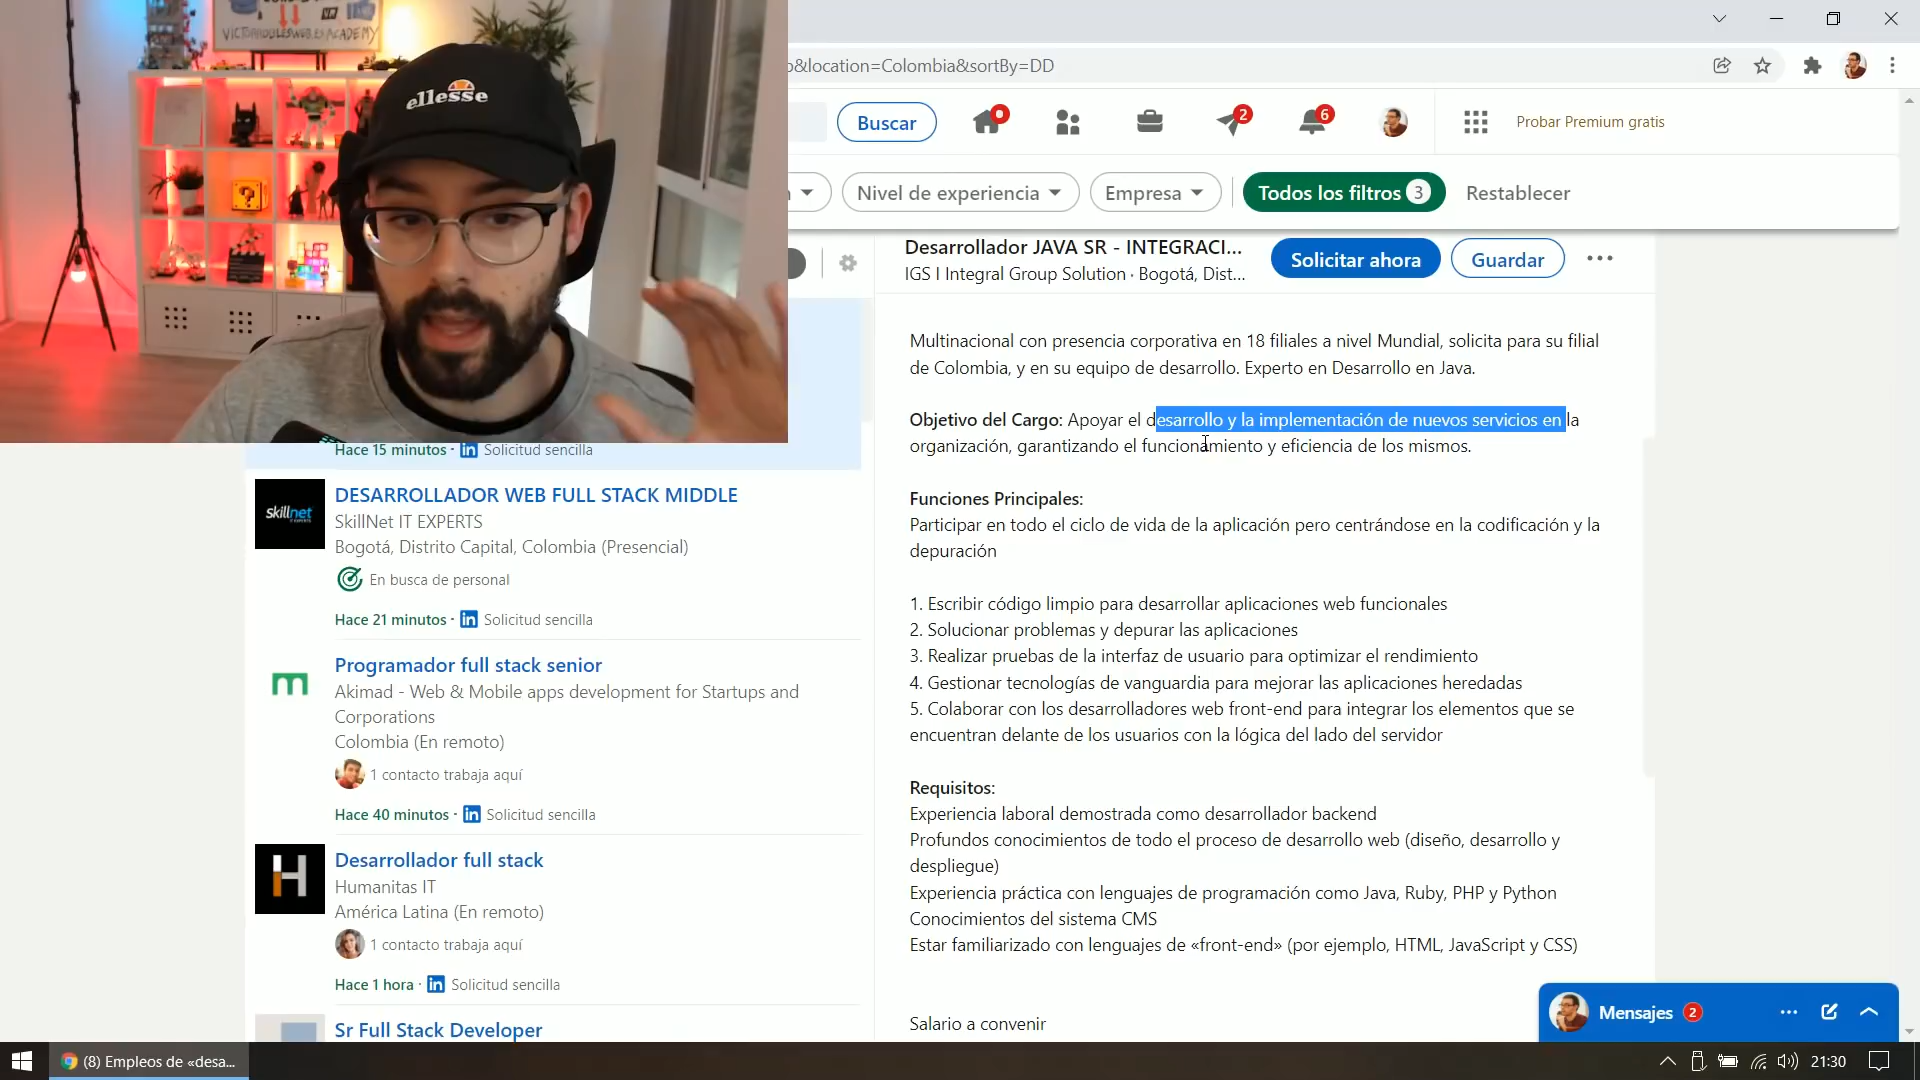 VICTORROBLESWEB.ES/ACADEMY
ellesse
o&location=Colombia&sortBy=DD
Buscar
2
6
Probar Premium gratis
Nivel de experiencia
Empresa
Todos los filtros 3
Restablecer
Desarrollador JAVA SR - INTEGRACI...
IGS I Integral Group Solution · Bogotá, Dist...
Solicitar ahora
Guardar
Hace 15 minutos · in Solicitud sencilla
skillnet
DESARROLLADOR WEB FULL STACK MIDDLE
SkillNet IT EXPERTS
Bogotá, Distrito Capital, Colombia (Presencial)
En busca de personal
Hace 21 minutos · in Solicitud sencilla
m
Programador full stack senior
Akimad - Web & Mobile apps development for Startups and
Corporations
Colombia (En remoto)
1 contacto trabaja aquí
Hace 40 minutos · in Solicitud sencilla
H
Desarrollador full stack
Humanitas IT
América Latina (En remoto)
1 contacto trabaja aquí
Hace 1 hora · in Solicitud sencilla
Sr Full Stack Developer
Multinacional con presencia corporativa en 18 filiales a nivel Mundial, solicita para su filial
de Colombia, y en su equipo de desarrollo. Experto en Desarrollo en Java.
Objetivo del Cargo: Apoyar el desarrollo y la implementación de nuevos servicios en la
organización, garantizando el funcionamiento y eficiencia de los mismos.
Funciones Principales:
Participar en todo el ciclo de vida de la aplicación pero centrándose en la codificación y la
depuración
1. Escribir código limpio para desarrollar aplicaciones web funcionales
2. Solucionar problemas y depurar las aplicaciones
3. Realizar pruebas de la interfaz de usuario para optimizar el rendimiento
4. Gestionar tecnologías de vanguardia para mejorar las aplicaciones heredadas
5. Colaborar con los desarrolladores web front-end para integrar los elementos que se
encuentran delante de los usuarios con la lógica del lado del servidor
Requisitos:
Experiencia laboral demostrada como desarrollador backend
Profundos conocimientos de todo el proceso de desarrollo web (diseño, desarrollo y
despliegue)
Experiencia práctica con lenguajes de programación como Java, Ruby, PHP y Python
Conocimientos del sistema CMS
Estar familiarizado con lenguajes de «front-end» (por ejemplo, HTML, JavaScript y CSS)
Salario a convenir
Mensajes 2
(8) Empleos de «desa...
21:30